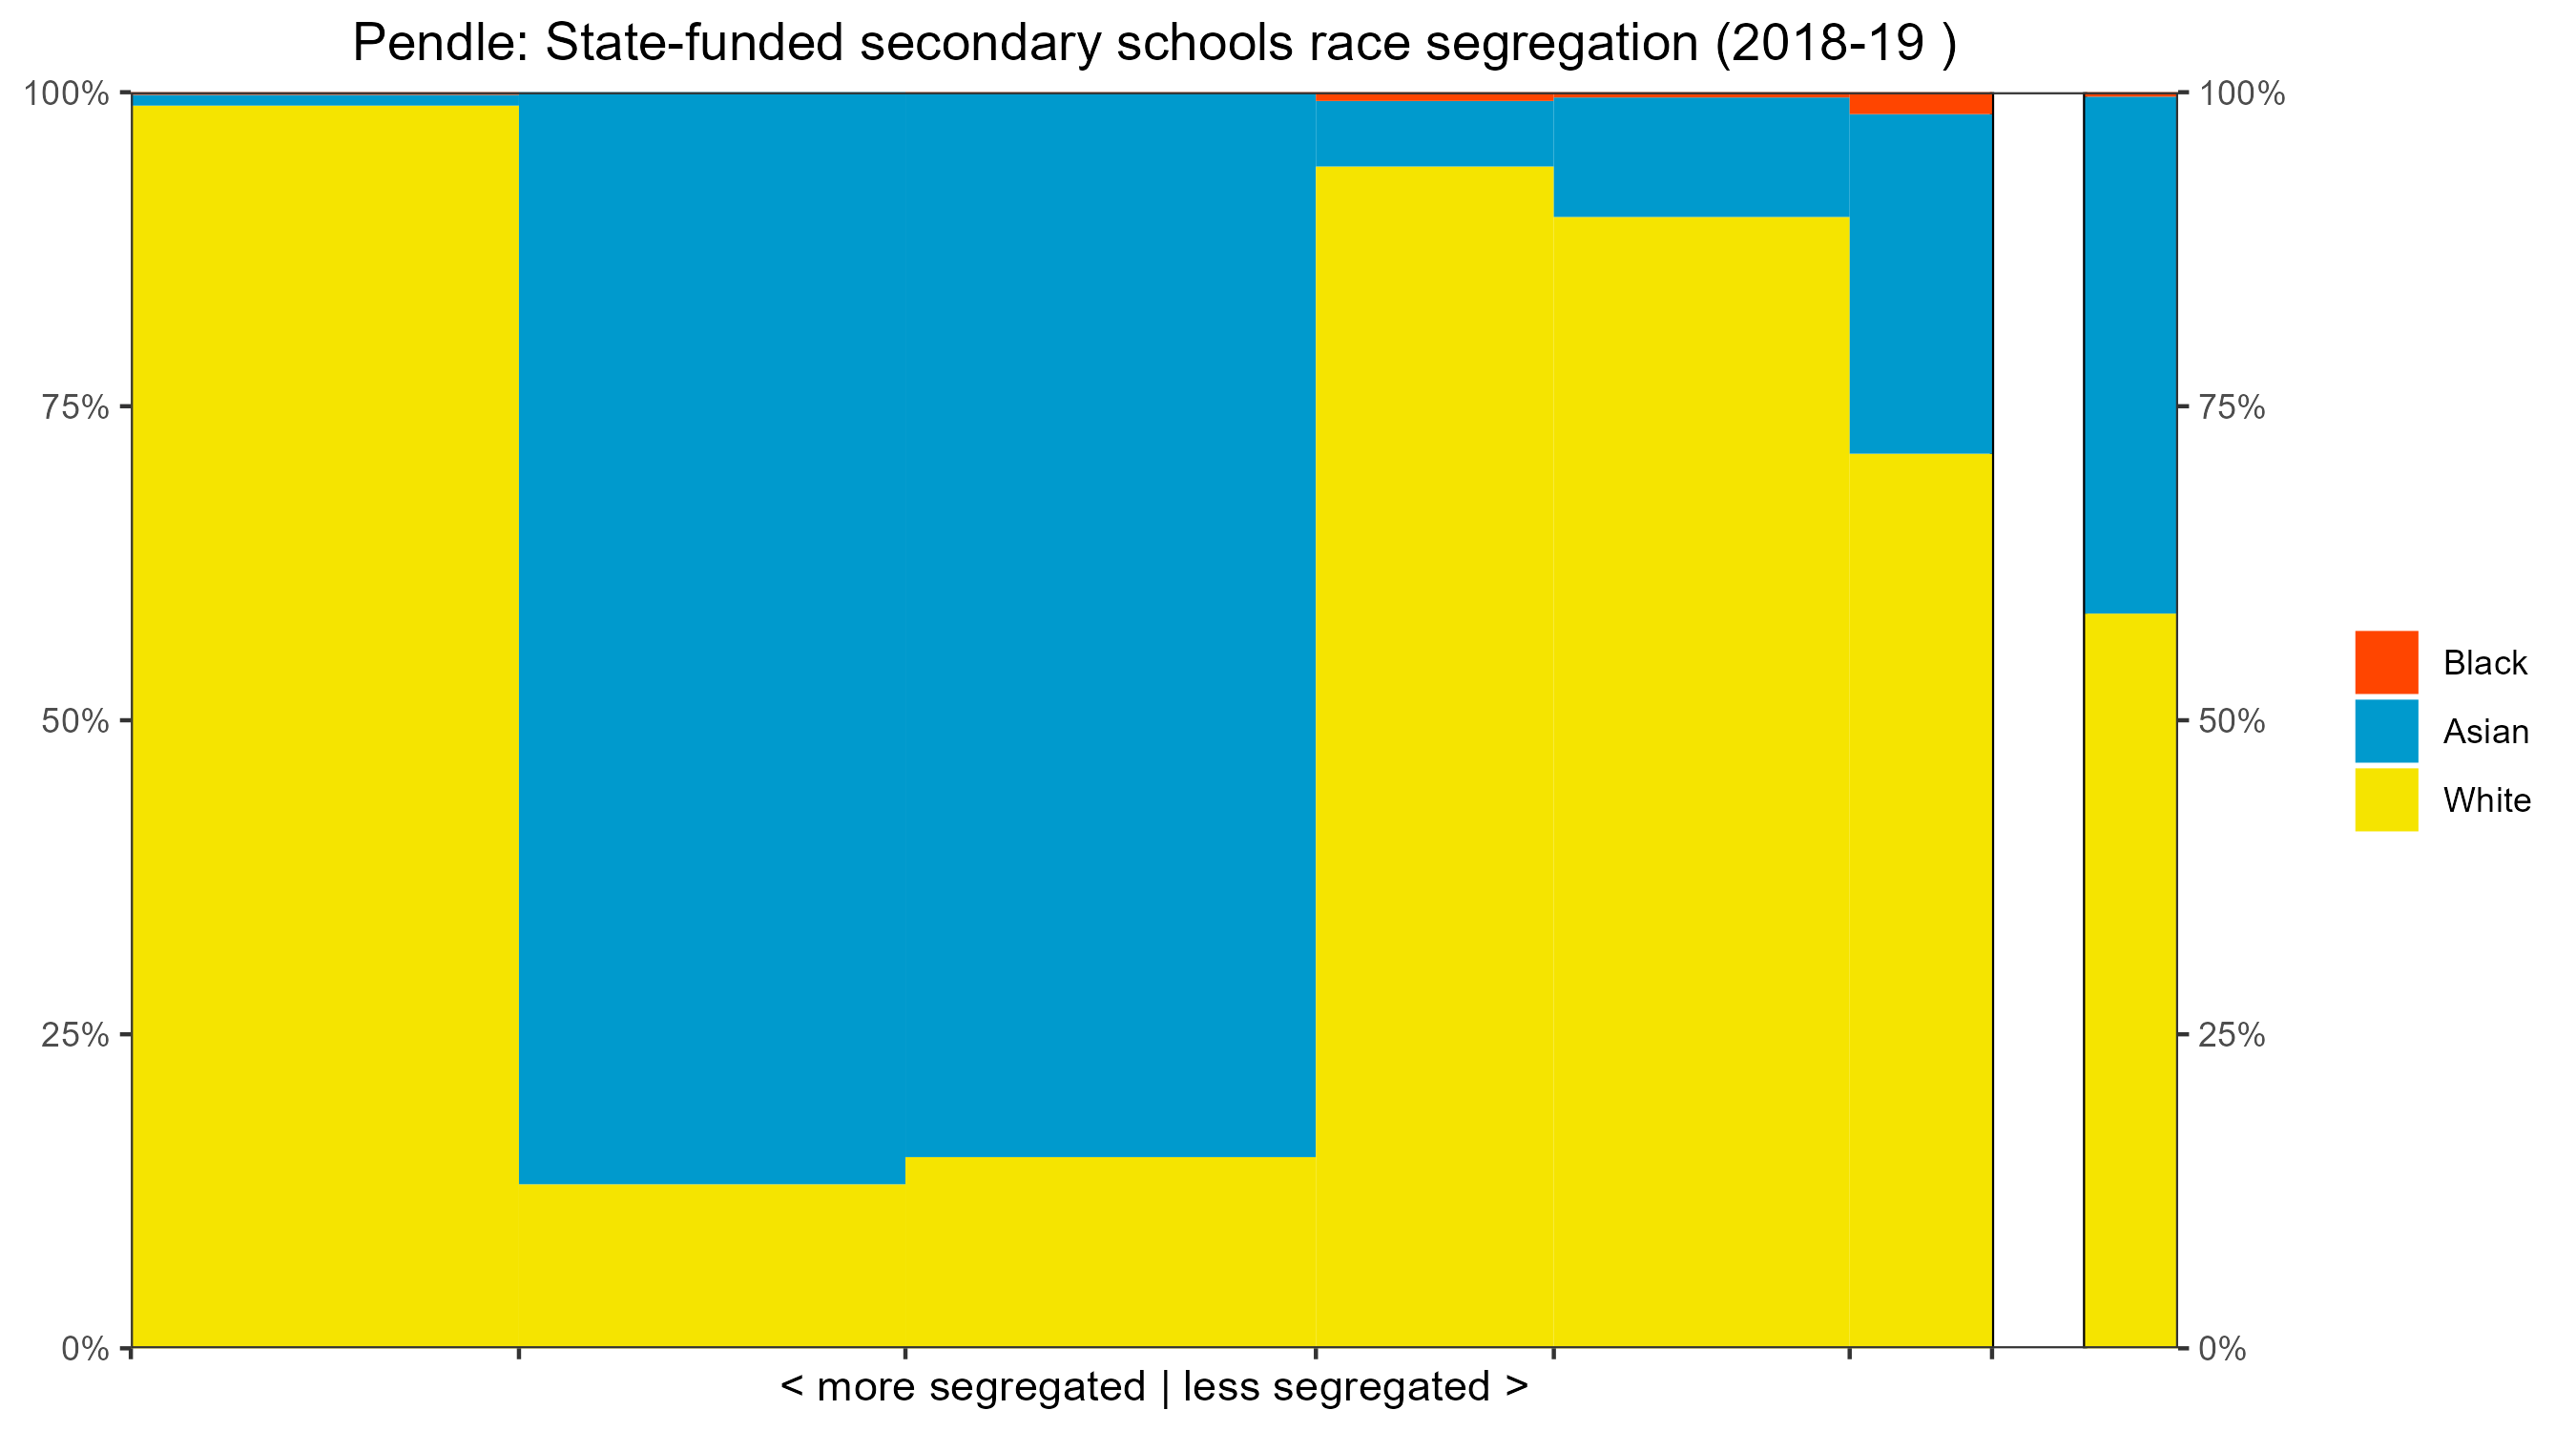 Pendle: State-funded secondary schools race segregation (2018-19 )
100%
75%
50%
25%
0%
100%
75%
50%
25%
0%
Black
Asian
White
< more segregated | less segregated >